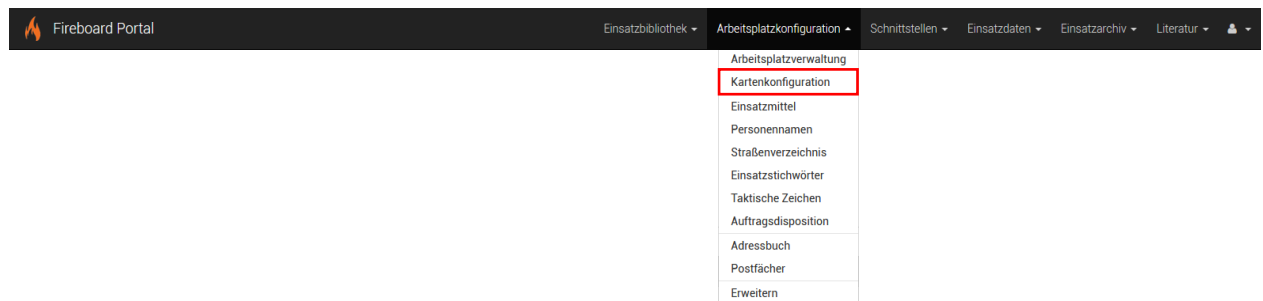 Fireboard Portal
Einsatzbibliothek Arbeitsplatzkonfiguration Schnittstellen Einsatzdaten Einsatzarchiv Literatur
Arbeitsplatzverwaltung
Kartenkonfiguration
Einsatzmittel
Personennamen
Straßenverzeichnis
Einsatzstichwörter
Taktische Zeichen
Auftragsdisposition
Adressbuch
Postfächer
Erweitern